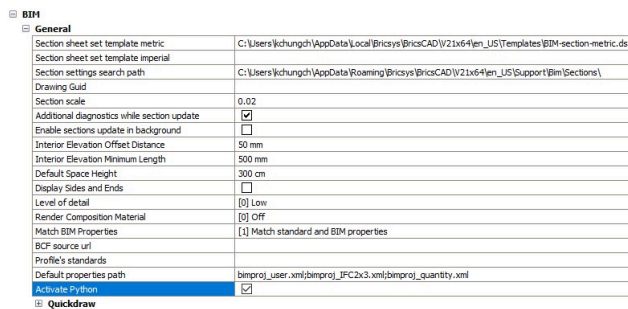 BIM
General
Section sheet set template metric C:\Users\kchungch\AppData\Local\Bricsys\BricsCAD\V21x64\en_US\Templates\BIM-section-metric.ds
Section sheet set template imperial
Section settings search path C:\Users\kchungch\AppData\Roaming\Bricsys\BricsCAD\V21x64\en_US\Support\Bim\Sections\
Drawing Guid
Section scale 0.02
Additional diagnostics while section update
Enable sections update in background
Interior Elevation Offset Distance 50 mm
Interior Elevation Minimum Length 500 mm
Default Space Height 300 cm
Display Sides and Ends
Level of detail [0] Low
Render Composition Material [0] Off
Match BIM Properties [1] Match standard and BIM properties
BCF source url
Profile's standards
Default properties path bimproj_user.xml;bimproj_IFC2x3.xml;bimproj_quantity.xml
Activate Python
Quickdraw